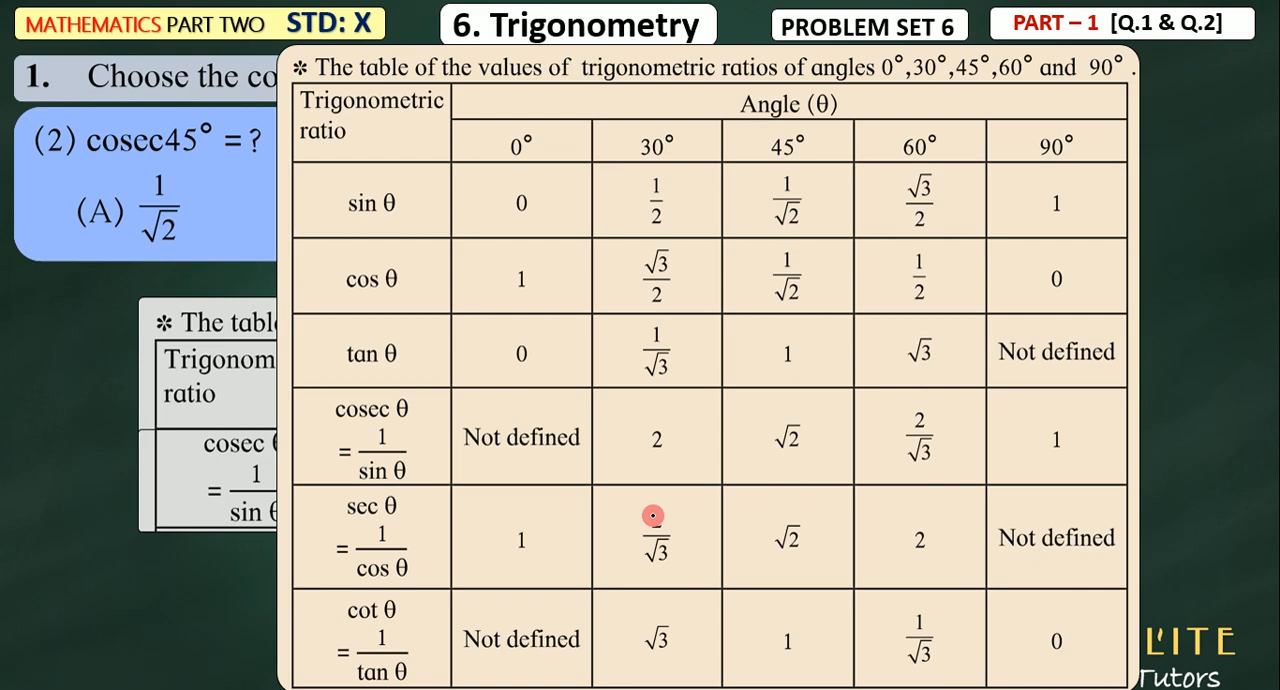 MATHEMATICS PART TWO STD: X
6. Trigonometry
PROBLEM SET 6
PART – 1 [Q.1 & Q.2]
1. Choose the co
(2) cosec45° = ?
(A) 1/√2
✻ The tabl
Trigonom
ratio
cosec
= 1/sin θ
✻ The table of the values of trigonometric ratios of angles 0°,30°,45°,60° and 90° .
Trigonometric ratio Angle (θ)
0° 30° 45° 60° 90°
sin θ 0 1/2 1/√2 √3/2 1
cos θ 1 √3/2 1/√2 1/2 0
tan θ 0 1/√3 1 √3 Not defined
cosec θ = 1/sin θ Not defined 2 √2 2/√3 1
sec θ = 1/cos θ 1 √3 √2 2 Not defined
cot θ = 1/tan θ Not defined √3 1 1/√3 0
L'ITE
Tutors